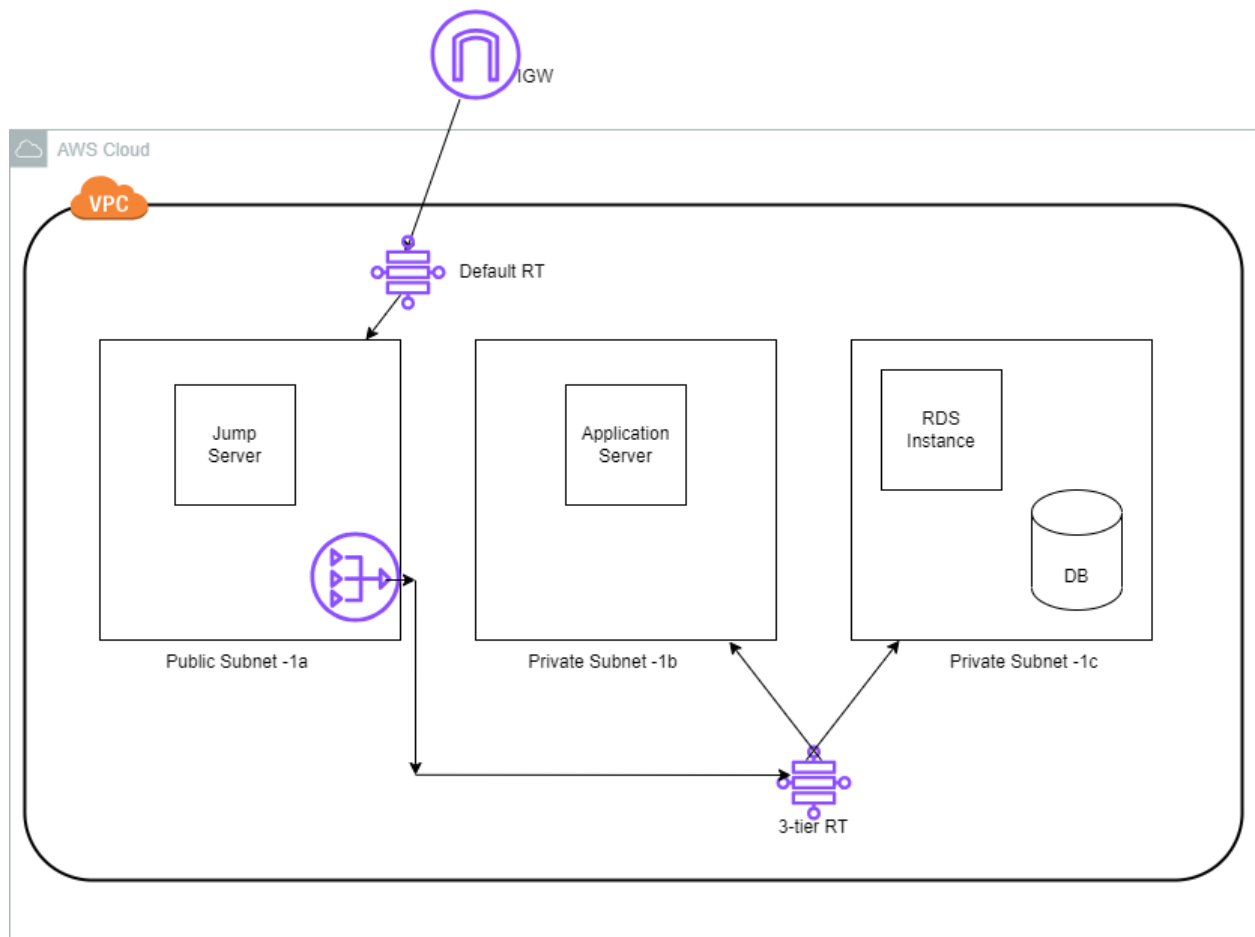 IGW
AWS Cloud
VPC
Default RT
Jump
Server
Application
Server
RDS
Instance
DB
Public Subnet -1a
Private Subnet -1b
Private Subnet -1c
3-tier RT